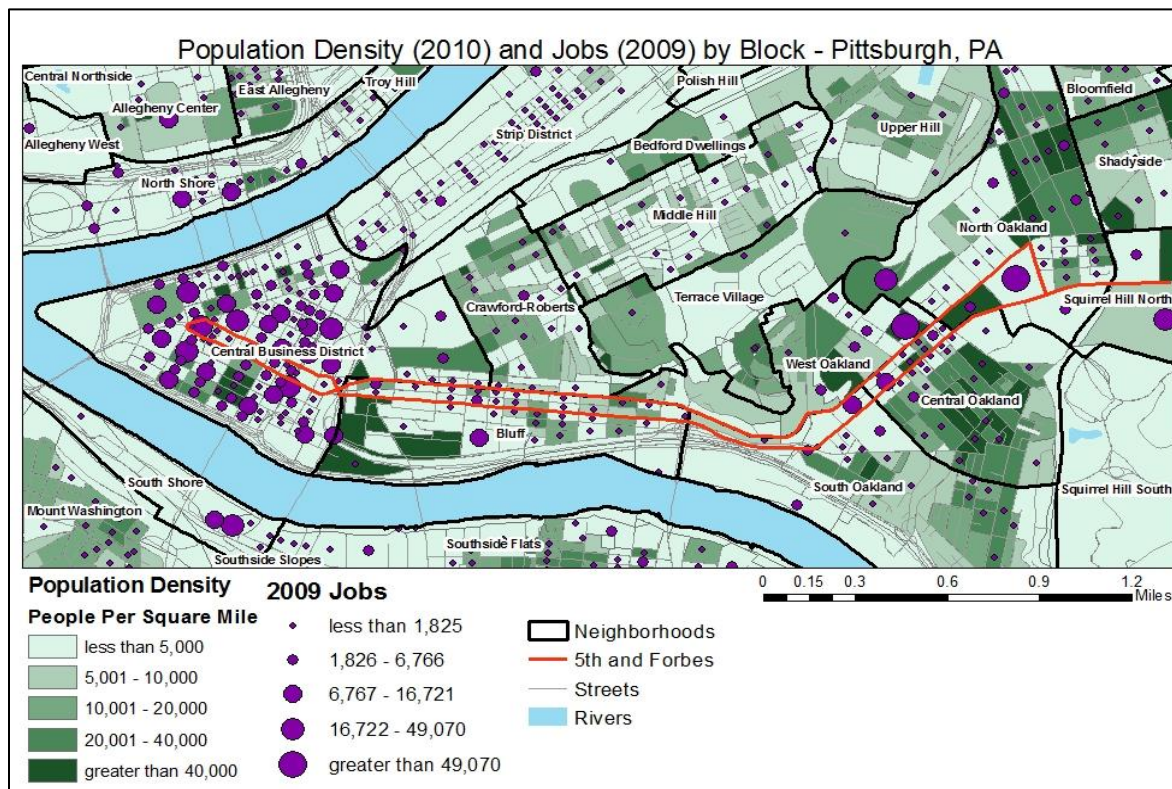 Population Density (2010) and Jobs (2009) by Block - Pittsburgh, PA
Central Northside
Troy Hill
East Allegheny
Allegheny Center
Allegheny West
North Shore
Strip District
Polish Hill
Bedford Dwellings
Upper Hill
Bloomfield
Shadyside
Middle Hill
North Oakland
Crawford-Roberts
Terrace Village
Squirrel Hill North
Central Business District
West Oakland
Central Oakland
Bluff
South Shore
South Oakland
Squirrel Hill South
Mount Washington
Southside Slopes
Southside Flats
Population Density
People Per Square Mile
less than 5,000
5,001 - 10,000
10,001 - 20,000
20,001 - 40,000
greater than 40,000
2009 Jobs
less than 1,825
1,826 - 6,766
6,767 - 16,721
16,722 - 49,070
greater than 49,070
Neighborhoods
5th and Forbes
Streets
Rivers
0 0.15 0.3 0.6 0.9 1.2
Miles